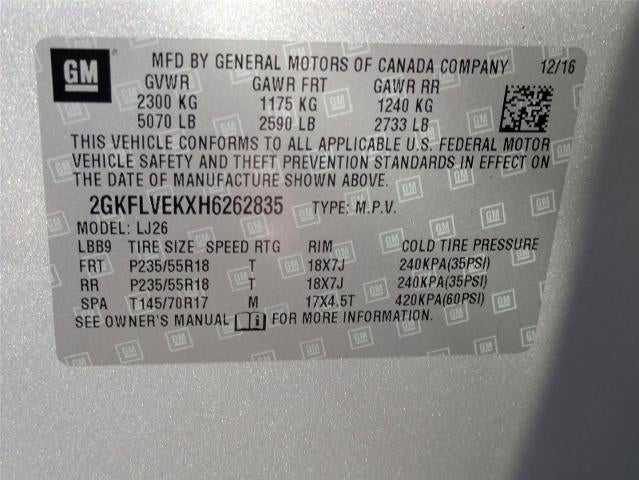 GM MFD BY GENERAL MOTORS OF CANADA COMPANY 12/16
GVWR GAWR FRT GAWR RR
2300 KG 1175 KG 1240 KG
5070 LB 2590 LB 2733 LB
THIS VEHICLE CONFORMS TO ALL APPLICABLE U.S. FEDERAL MOTOR
VEHICLE SAFETY AND THEFT PREVENTION STANDARDS IN EFFECT ON
THE DATE OF MANUFACTURE SHOWN ABOVE.
2GKFLVEKXH6262835 TYPE: M.P.V.
MODEL: LJ26
LBB9 TIRE SIZE SPEED RTG RIM COLD TIRE PRESSURE
FRT P235/55R18 T 18X7J 240KPA(35PSI)
RR P235/55R18 T 18X7J 240KPA(35PSI)
SPA T145/70R17 M 17X4.5T 420KPA(60PSI)
SEE OWNER'S MANUAL i FOR MORE INFORMATION.